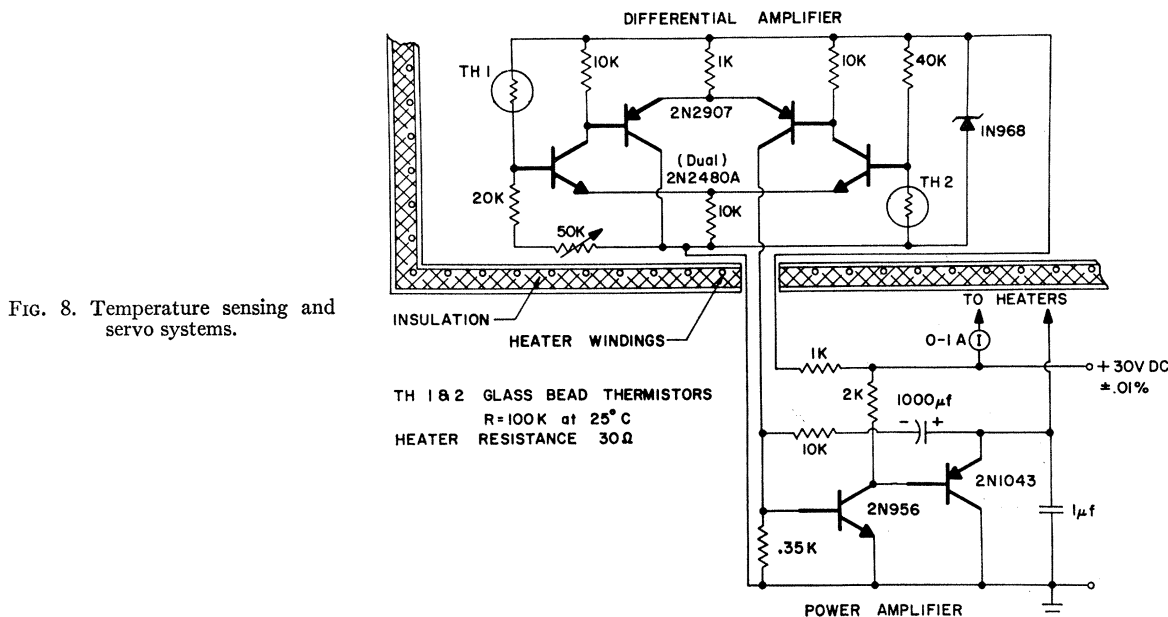 DIFFERENTIAL AMPLIFIER
TH 1
10K
1K
10K
40K
2N2907
1N968
(Dual)
2N2480A
20K
10K
TH 2
50K
FIG. 8. Temperature sensing and
servo systems.
INSULATION
HEATER WINDINGS
TO HEATERS
0-1 A
I
1K
+ 30V DC
±.01%
2K
1000μf
- +
10K
TH 1 & 2 GLASS BEAD THERMISTORS
R=100K at 25°C
HEATER RESISTANCE 30Ω
2N1043
2N956
1μf
.35K
POWER AMPLIFIER